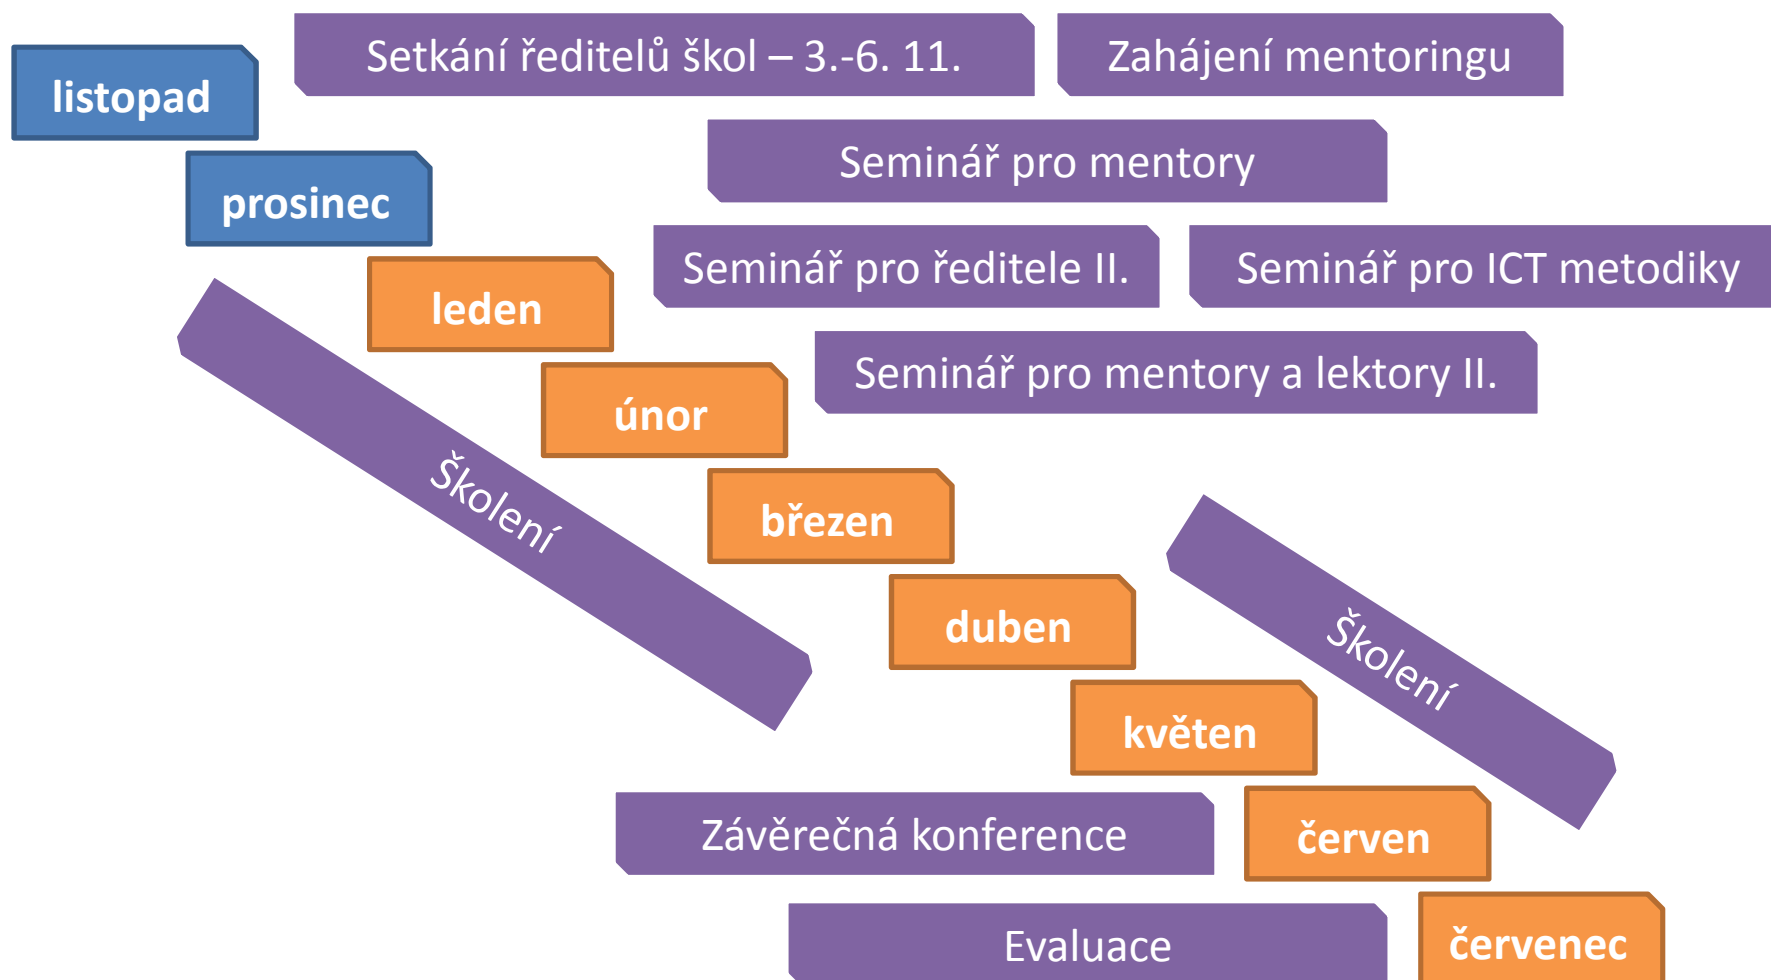 Setkání ředitelů škol – 3.-6. 11.
Zahájení mentoringu
listopad
Seminář pro mentory
prosinec
Seminář pro ředitele II.
Seminář pro ICT metodiky
leden
Seminář pro mentory a lektory II.
únor
Školení
březen
duben
Školení
květen
Závěrečná konference
červen
Evaluace
červenec